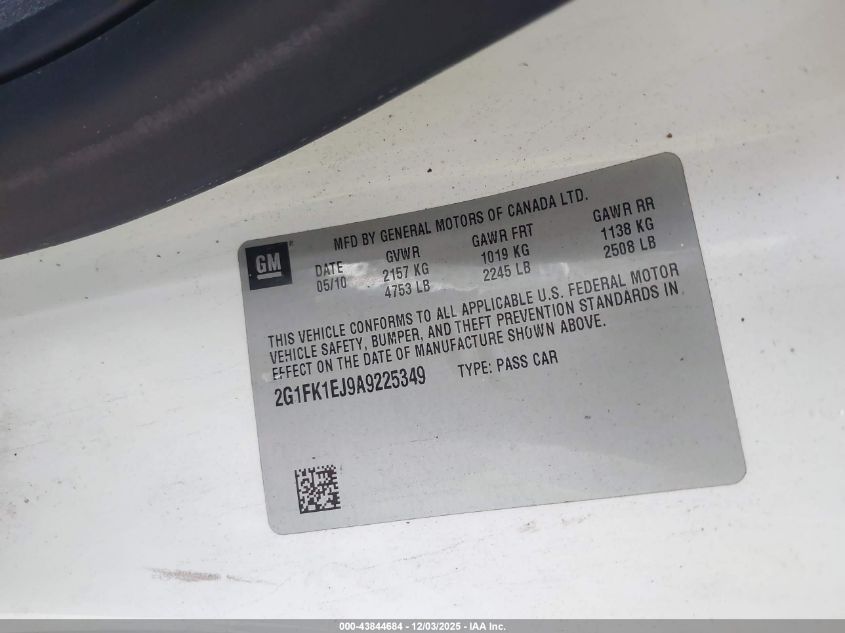 GM
MFD BY GENERAL MOTORS OF CANADA LTD.
DATE GVWR GAWR FRT GAWR RR
05/10 2157 KG 1019 KG 1138 KG
4753 LB 2245 LB 2508 LB
THIS VEHICLE CONFORMS TO ALL APPLICABLE U.S. FEDERAL MOTOR
VEHICLE SAFETY, BUMPER, AND THEFT PREVENTION STANDARDS IN
EFFECT ON THE DATE OF MANUFACTURE SHOWN ABOVE.
2G1FK1EJ9A9225349 TYPE: PASS CAR
000-43844684 - 12/03/2025 - IAA Inc.